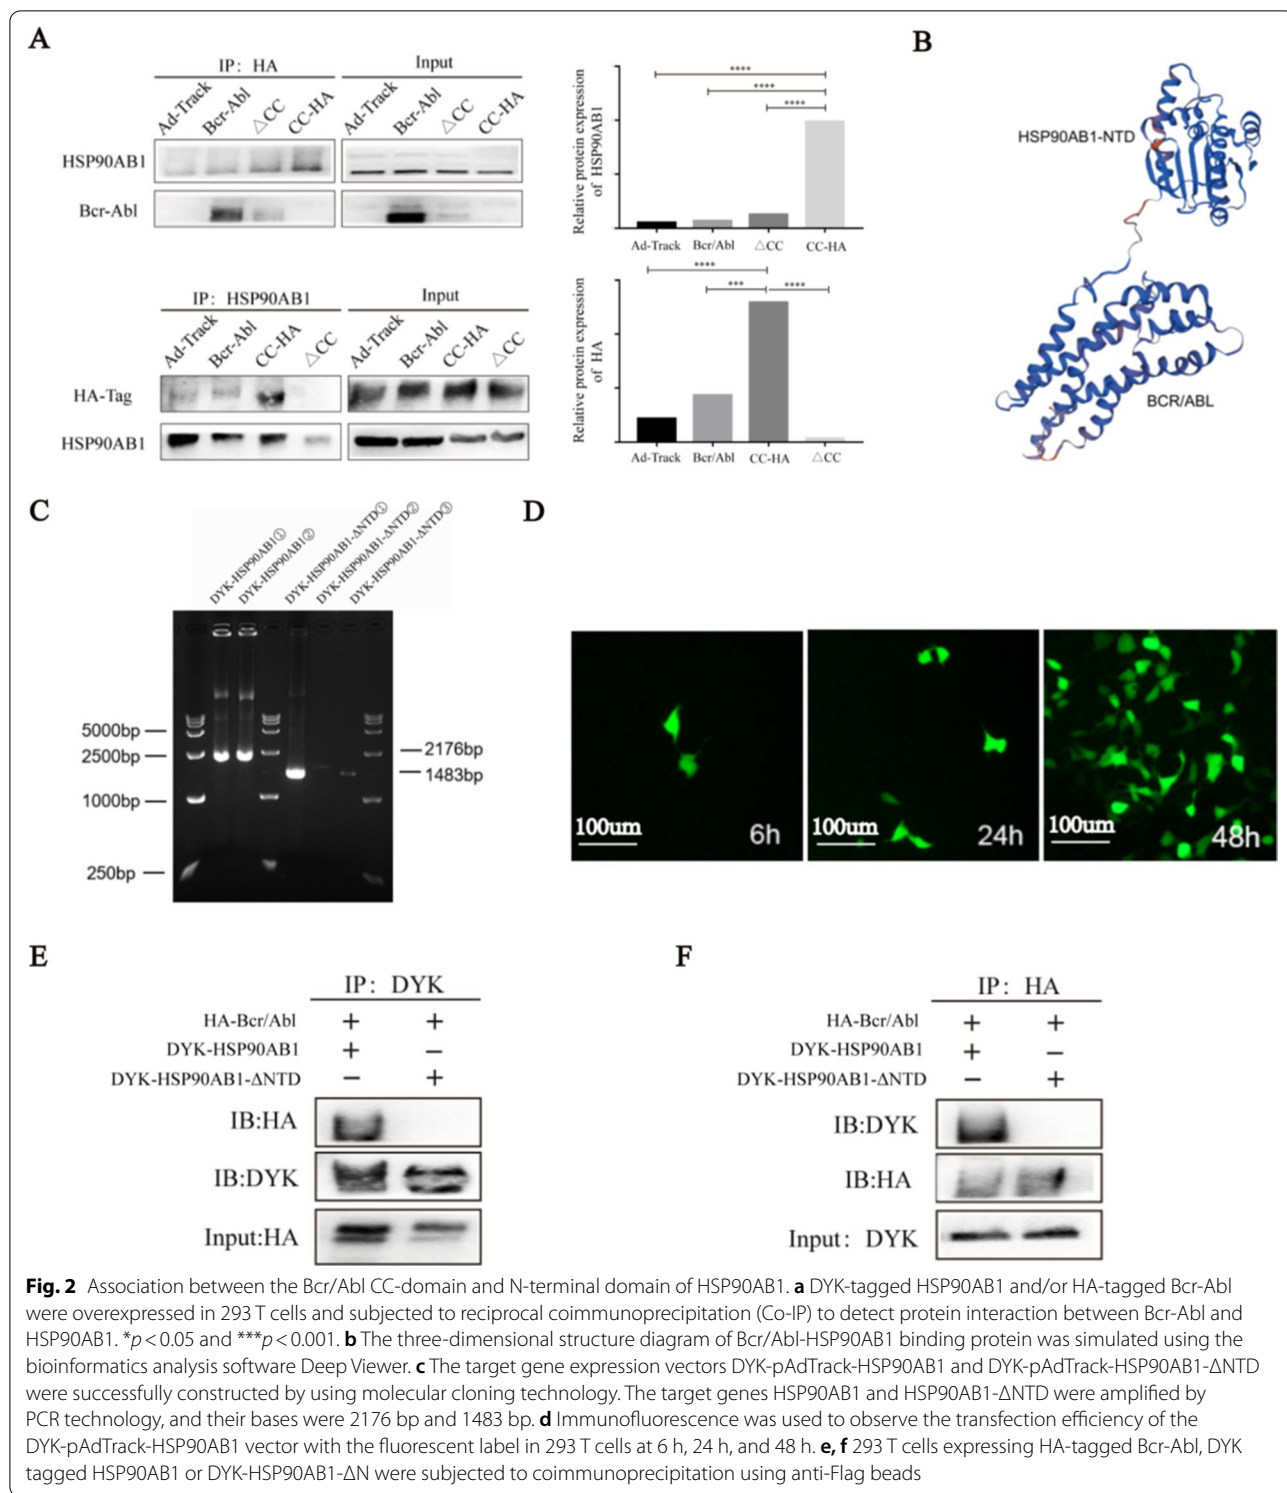 A
IP: HA
Input
Ad-Track
Bcr-Abl
△CC
CC-HA
Ad-Track
Bcr-Abl
△CC
CC-HA
HSP90AB1
Bcr-Abl
Relative protein expression
of HSP90AB1
****
****
****
Ad-Track
Bcr/Abl
△CC
CC-HA
IP: HSP90AB1
Input
Ad-Track
Bcr-Abl
CC-HA
△CC
Ad-Track
Bcr-Abl
CC-HA
△CC
HA-Tag
HSP90AB1
Relative protein expression
of HA
****
***
****
Ad-Track
Bcr/Abl
CC-HA
△CC
B
HSP90AB1-NTD
BCR/ABL
C
DYK-HSP90AB1①
DYK-HSP90AB1②
DYK-HSP90AB1-ΔNTD①
DYK-HSP90AB1-ΔNTD②
DYK-HSP90AB1-ΔNTD③
5000bp
2500bp
1000bp
250bp
2176bp
1483bp
D
100um
6h
100um
24h
100um
48h
E
IP: DYK
HA-Bcr/Abl + +
DYK-HSP90AB1 + −
DYK-HSP90AB1-ΔNTD − +
IB:HA
IB:DYK
Input:HA
F
IP: HA
HA-Bcr/Abl + +
DYK-HSP90AB1 + −
DYK-HSP90AB1-ΔNTD − +
IB:DYK
IB:HA
Input: DYK
Fig. 2 Association between the Bcr/Abl CC-domain and N-terminal domain of HSP90AB1. a DYK-tagged HSP90AB1 and/or HA-tagged Bcr-Abl
were overexpressed in 293 T cells and subjected to reciprocal coimmunoprecipitation (Co-IP) to detect protein interaction between Bcr-Abl and
HSP90AB1. *p < 0.05 and ***p < 0.001. b The three-dimensional structure diagram of Bcr/Abl-HSP90AB1 binding protein was simulated using the
bioinformatics analysis software Deep Viewer. c The target gene expression vectors DYK-pAdTrack-HSP90AB1 and DYK-pAdTrack-HSP90AB1-ΔNTD
were successfully constructed by using molecular cloning technology. The target genes HSP90AB1 and HSP90AB1-ΔNTD were amplified by
PCR technology, and their bases were 2176 bp and 1483 bp. d Immunofluorescence was used to observe the transfection efficiency of the
DYK-pAdTrack-HSP90AB1 vector with the fluorescent label in 293 T cells at 6 h, 24 h, and 48 h. e, f 293 T cells expressing HA-tagged Bcr-Abl, DYK
tagged HSP90AB1 or DYK-HSP90AB1-ΔN were subjected to coimmunoprecipitation using anti-Flag beads